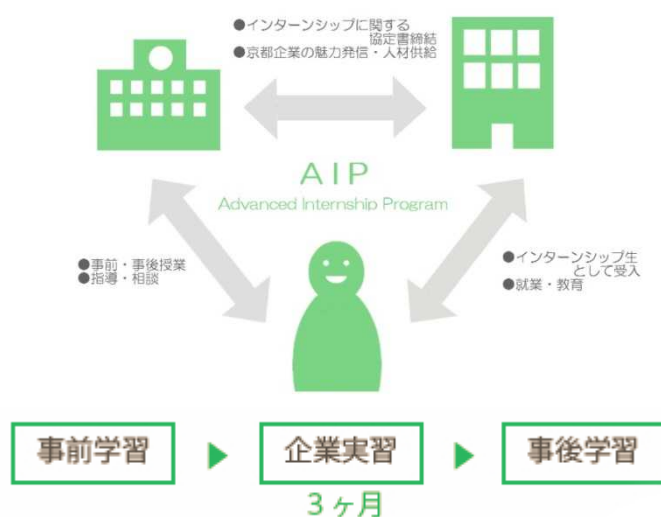 ●インターンシップに関する
協定書締結
●京都企業の魅力発信・人材供給
AIP
Advanced Internship Program
●事前・事後授業
●指導・相談
●インターンシップ生
として受入
●就業・教育
事前学習
企業実習
事後学習
3ヶ月